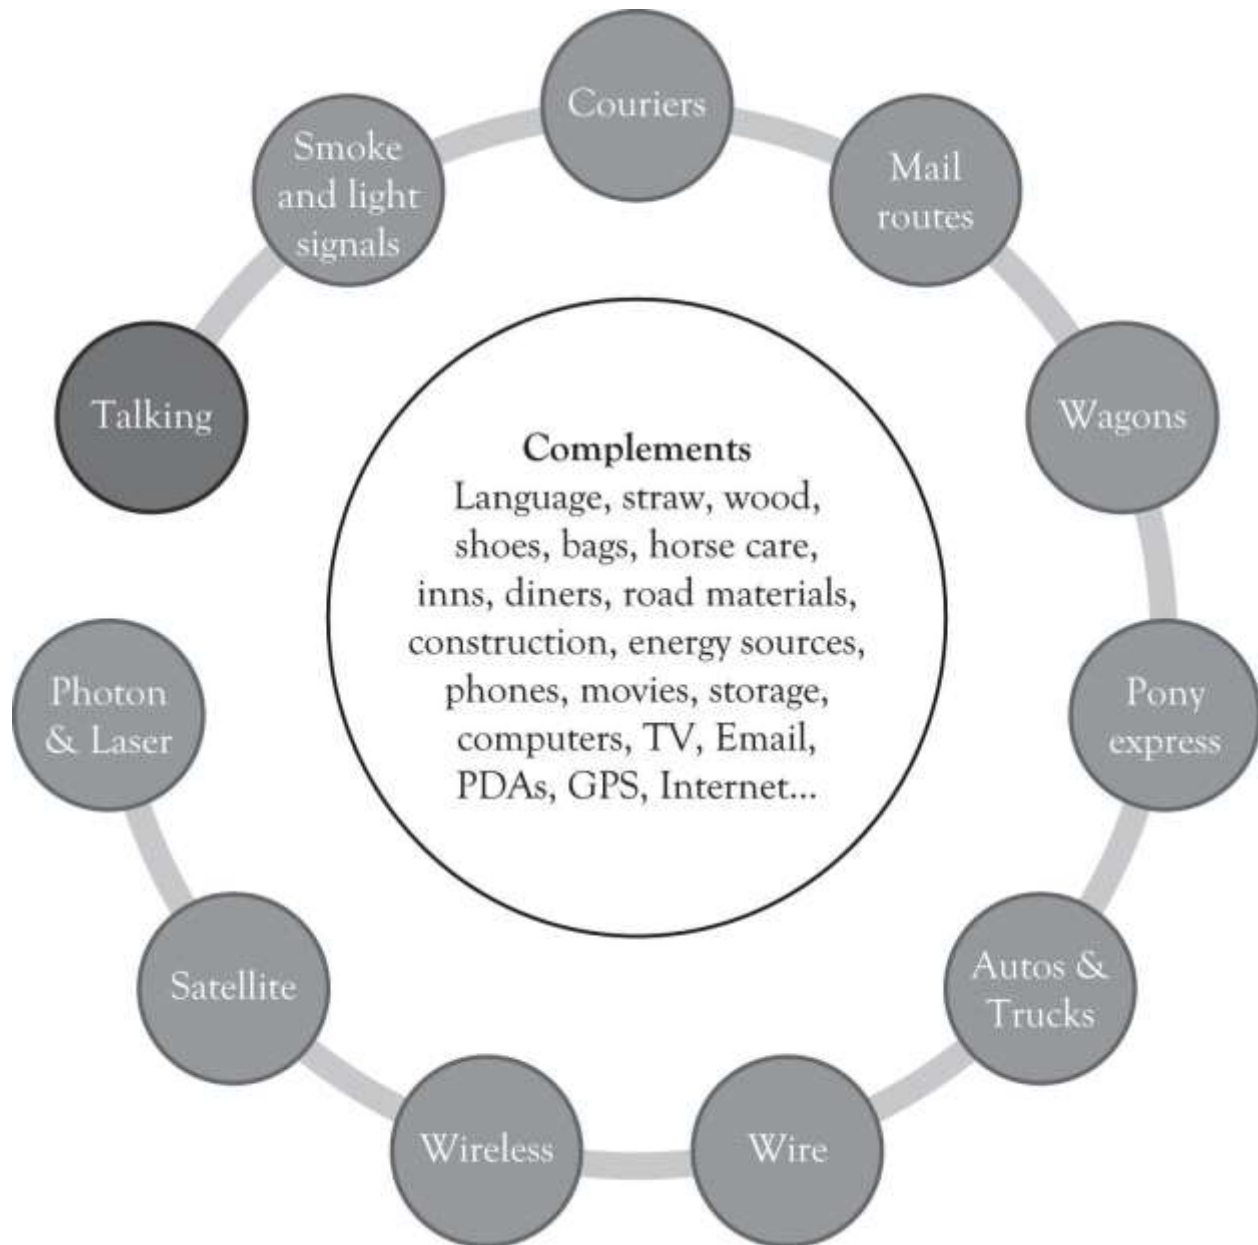 Talking
Smoke
and light
signals
Couriers
Mail
routes
Wagons
Pony
express
Autos &
Trucks
Wire
Wireless
Satellite
Photon
& Laser
Complements
Language, straw, wood,
shoes, bags, horse care,
inns, diners, road materials,
construction, energy sources,
phones, movies, storage,
computers, TV, Email,
PDAs, GPS, Internet...